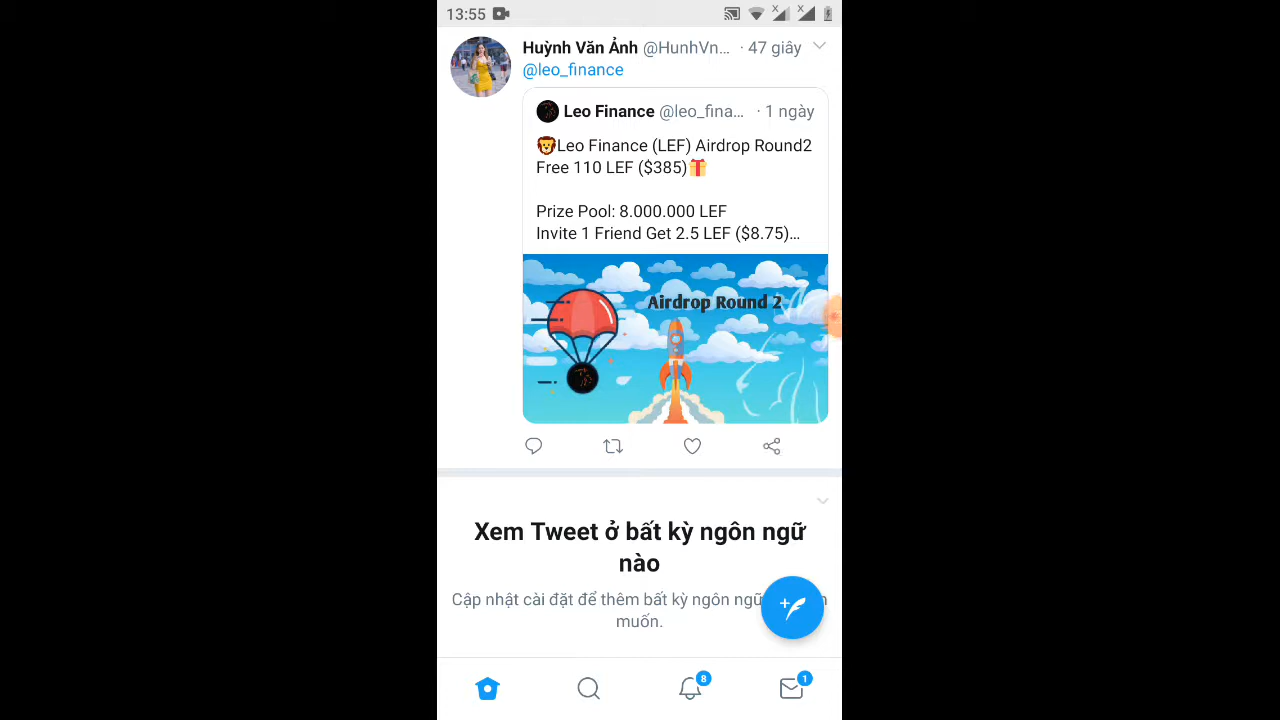 13:55
Huỳnh Văn Ảnh @HunhVn... · 47 giây
@leo_finance
Leo Finance @leo_fina... · 1 ngày
🦁Leo Finance (LEF) Airdrop Round2
Free 110 LEF ($385)🎁
Prize Pool: 8.000.000 LEF
Invite 1 Friend Get 2.5 LEF ($8.75)...
Airdrop Round 2
Xem Tweet ở bất kỳ ngôn ngữ
nào
Cập nhật cài đặt để thêm bất kỳ ngôn ngữ
muốn.
8
1